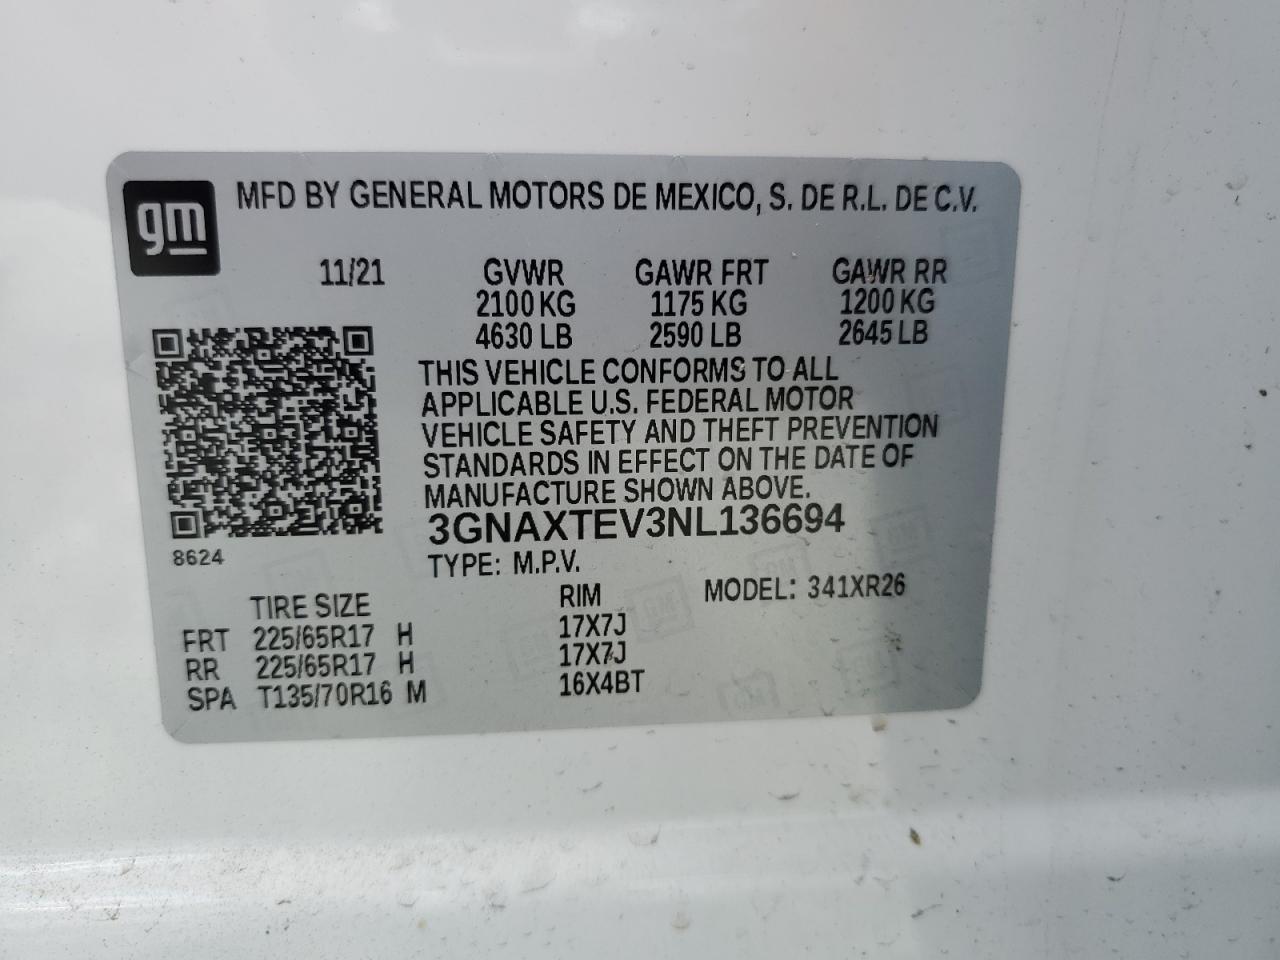 gm
MFD BY GENERAL MOTORS DE MEXICO, S. DE R.L. DE C.V.
11/21 GVWR GAWR FRT GAWR RR
2100 KG 1175 KG 1200 KG
4630 LB 2590 LB 2645 LB
THIS VEHICLE CONFORMS TO ALL
APPLICABLE U.S. FEDERAL MOTOR
VEHICLE SAFETY AND THEFT PREVENTION
STANDARDS IN EFFECT ON THE DATE OF
MANUFACTURE SHOWN ABOVE.
3GNAXTEV3NL136694
8624
TYPE: M.P.V.
TIRE SIZE RIM MODEL: 341XR26
FRT 225/65R17 H 17X7J
RR 225/65R17 H 17X7J
SPA T135/70R16 M 16X4BT